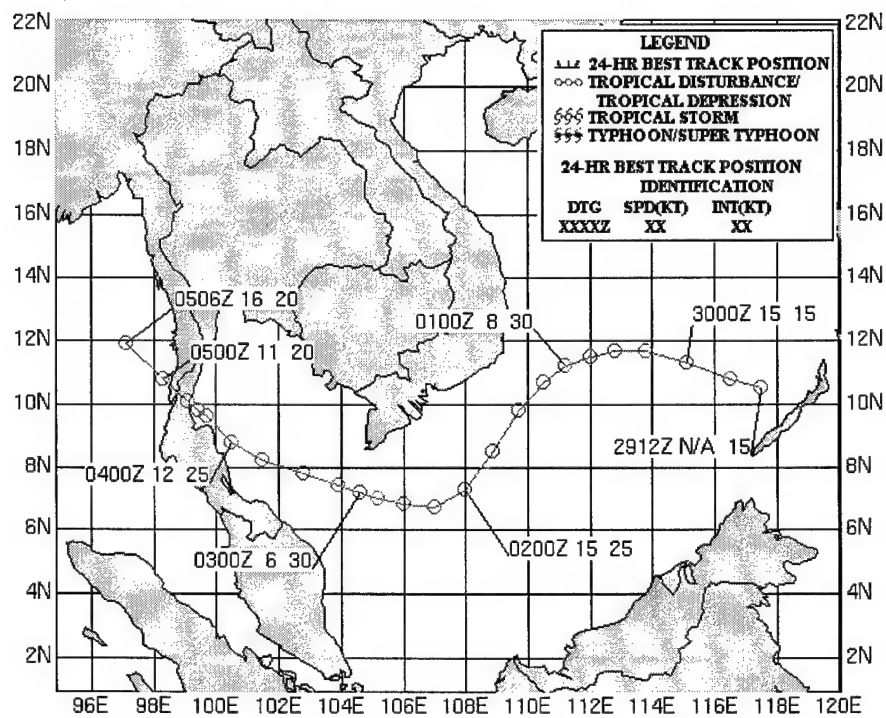 22N
20N
18N
16N
14N
12N
10N
8N
6N
4N
2N
LEGEND
24-HR BEST TRACK POSITION
TROPICAL DISTURBANCE/
TROPICAL DEPRESSION
TROPICAL STORM
TYPHOON/SUPER TYPHOON
24-HR BEST TRACK POSITION
IDENTIFICATION
DTG SPD(KT) INT(KT)
XXXXZ XX XX
22N
20N
18N
16N
14N
12N
10N
8N
6N
4N
2N
0506Z 16 20
0100Z 8 30
3000Z 15 15
0500Z 11 20
2912Z N/A 15
0400Z 12 25
0300Z 6 30
0200Z 15 25
96E 98E 100E 102E 104E 106E 108E 110E 112E 114E 116E 118E 120E